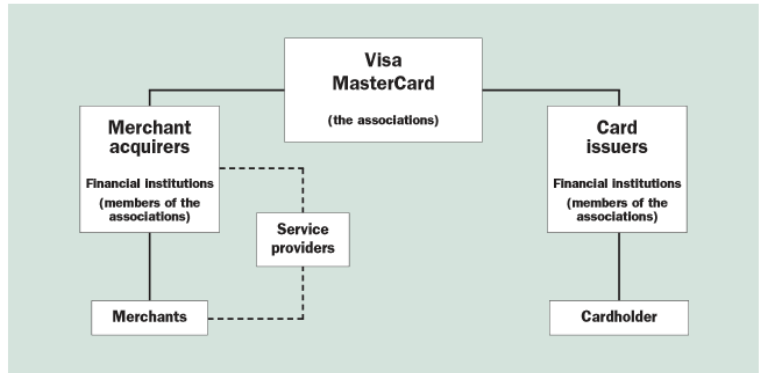 Visa
MasterCard
(the associations)
Merchant
acquirers
Financial institutions
(members of the
associations)
Card
issuers
Financial institutions
(members of the
associations)
Service
providers
Merchants
Cardholder